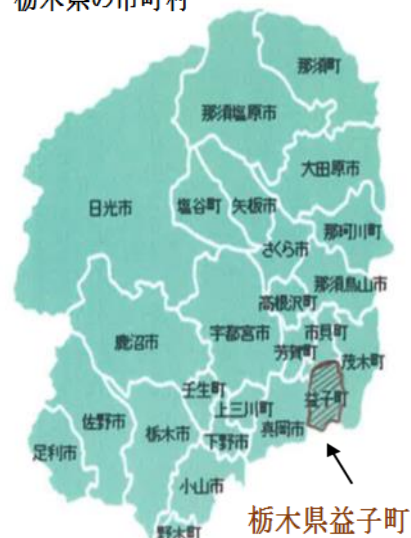 栃木県の市町村
那須町
那須塩原市
大田原市
日光市
塩谷町
矢板市
那珂川町
さくら市
那須烏山市
高根沢町
鹿沼市
宇都宮市
市貝町
芳賀町
茂木町
壬生町
益子町
上三川町
佐野市
栃木市
真岡市
下野市
足利市
小山市
野木町
栃木県益子町